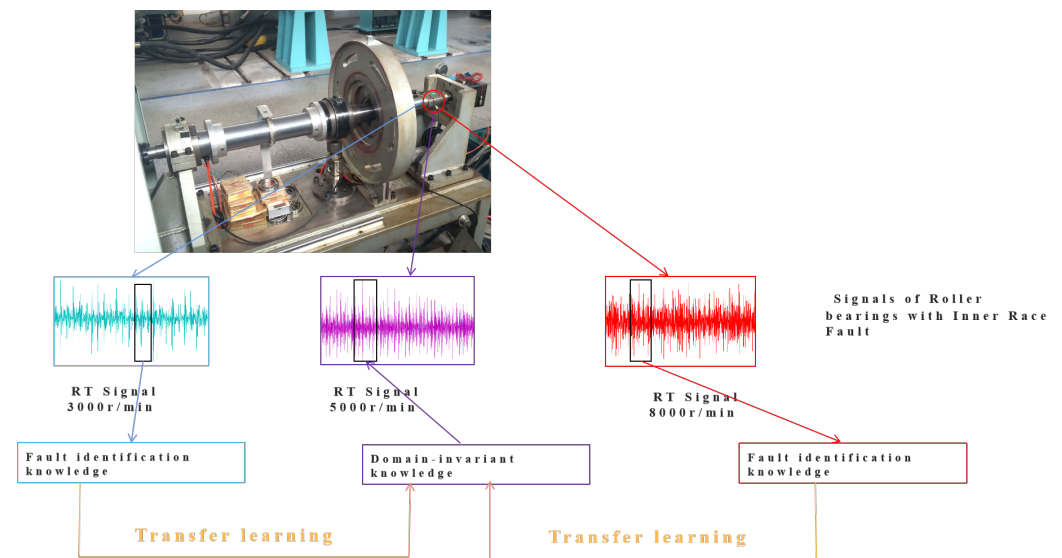 Signals of Roller
bearings with Inner Race
Fault
RT Signal
3000r/min
RT Signal
5000r/min
RT Signal
8000r/min
Fault identification
knowledge
Domain-invariant
knowledge
Fault identification
knowledge
Transfer learning
Transfer learning